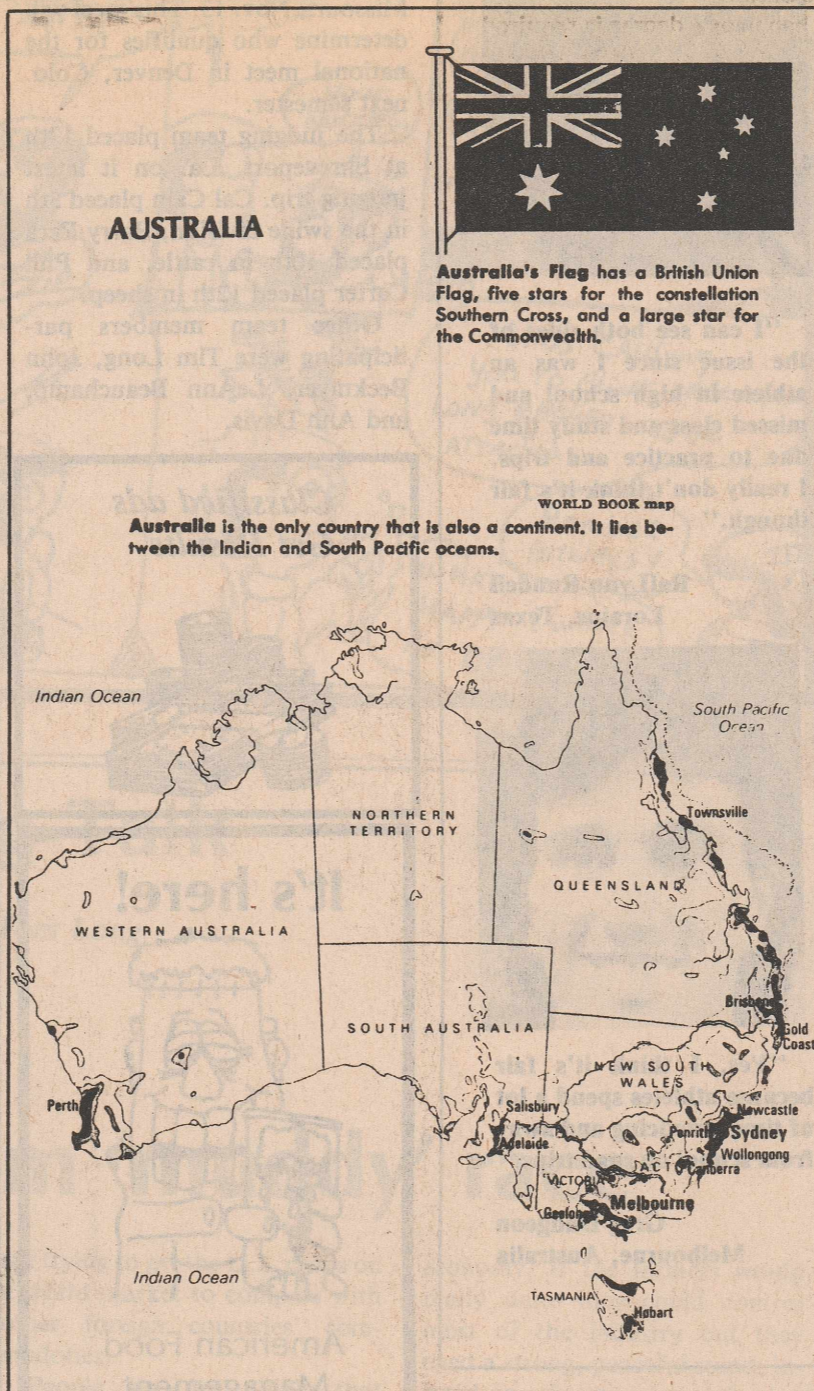 AUSTRALIA
Australia's Flag has a British Union
Flag, five stars for the constellation
Southern Cross, and a large star for
the Commonwealth.
WORLD BOOK map
Australia is the only country that is also a continent. It lies be-
tween the Indian and South Pacific oceans.
Indian Ocean
South Pacific
Ocean
NORTHERN
TERRITORY
Townsville
QUEENSLAND
WESTERN AUSTRALIA
Brisbane
SOUTH AUSTRALIA
Gold
Coast
NEW SOUTH
WALES
Perth
Salisbury
Newcastle
Adelaide
Penrith
Sydney
Wollongong
ACT
Canberra
VICTORIA
Melbourne
Geelong
Indian Ocean
TASMANIA
Hobart